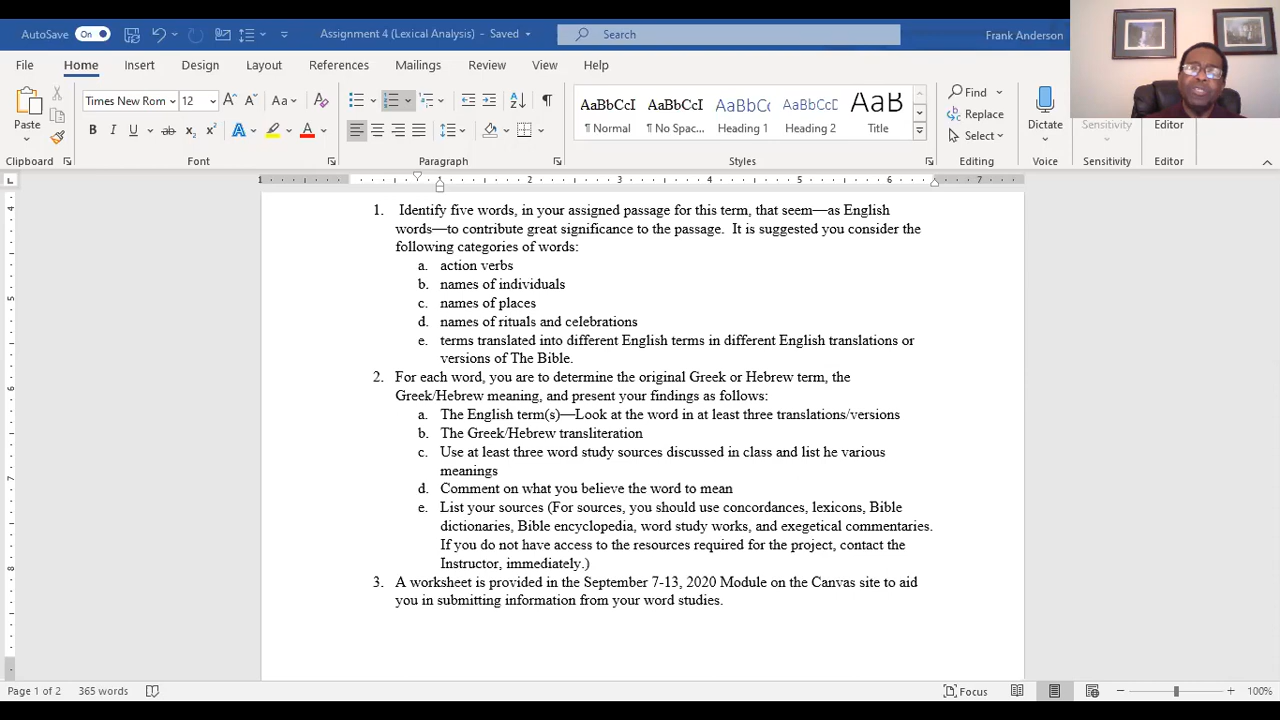 AutoSave On Assignment 4 (Lexical Analysis) - Saved Search Frank Anderson
File Home Insert Design Layout References Mailings Review View Help
Paste Times New Rom 12 Aa AaBbCcI AaBbCcI AaBbCc AaBbCcD AaB Find Replace Select Dictate Sensitivity Editor
¶ Normal ¶ No Spac... Heading 1 Heading 2 Title
Clipboard Font Paragraph Styles Editing Voice Sensitivity Editor
1 1 2 3 4 5 6 7
1. Identify five words, in your assigned passage for this term, that seem—as English
words—to contribute great significance to the passage. It is suggested you consider the
following categories of words:
a. action verbs
b. names of individuals
c. names of places
d. names of rituals and celebrations
e. terms translated into different English terms in different English translations or
versions of The Bible.
2. For each word, you are to determine the original Greek or Hebrew term, the
Greek/Hebrew meaning, and present your findings as follows:
a. The English term(s)—Look at the word in at least three translations/versions
b. The Greek/Hebrew transliteration
c. Use at least three word study sources discussed in class and list he various
meanings
d. Comment on what you believe the word to mean
e. List your sources (For sources, you should use concordances, lexicons, Bible
dictionaries, Bible encyclopedia, word study works, and exegetical commentaries.
If you do not have access to the resources required for the project, contact the
Instructor, immediately.)
3. A worksheet is provided in the September 7-13, 2020 Module on the Canvas site to aid
you in submitting information from your word studies.
Page 1 of 2 365 words Focus 100%